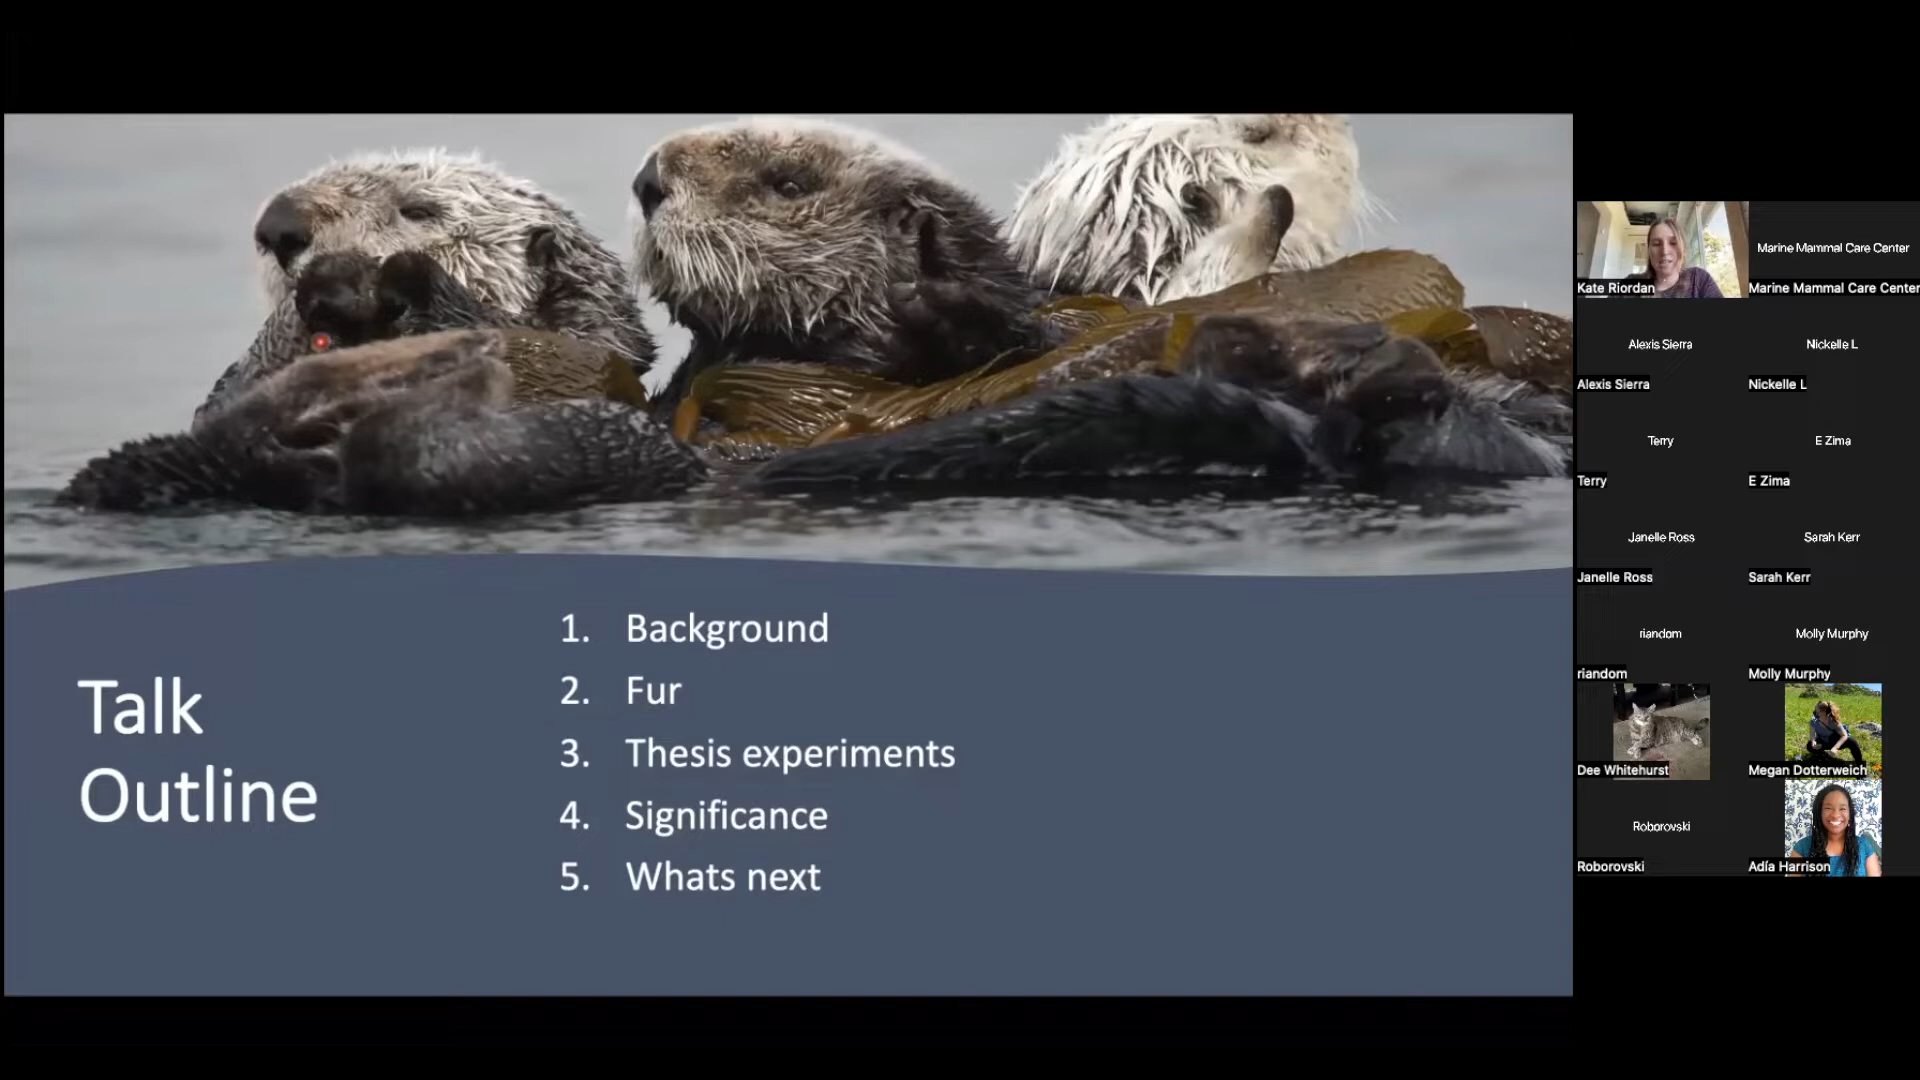 Talk
Outline
1. Background
2. Fur
3. Thesis experiments
4. Significance
5. Whats next
Kate Riordan
Marine Mammal Care Center
Marine Mammal Care Center
Alexis Sierra
Alexis Sierra
Nickelle L
Nickelle L
Terry
Terry
E Zima
E Zima
Janelle Ross
Janelle Ross
Sarah Kerr
Sarah Kerr
riandom
riandom
Molly Murphy
Molly Murphy
Dee Whitehurst
Megan Dotterweich
Roborovski
Roborovski
Adía Harrison